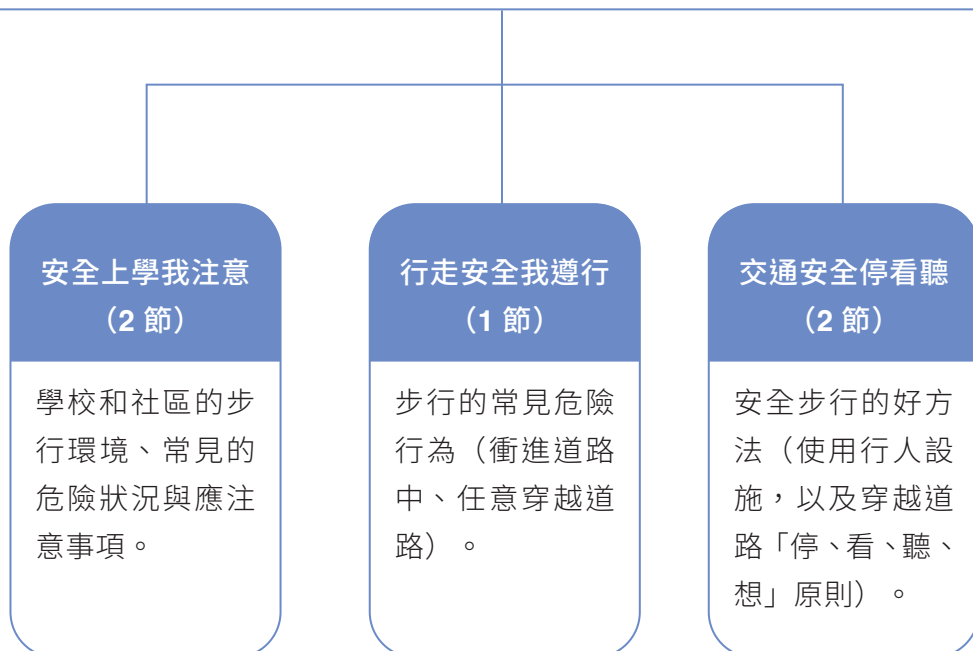 安全上學我注意
（2 節）
學校和社區的步
行環境、常見的
危險狀況與應注
意事項。
行走安全我遵行
（1 節）
步行的常見危險
行為（衝進道路
中、任意穿越道
路）。
交通安全停看聽
（2 節）
安全步行的好方
法（使用行人設
施，以及穿越道
路「停、看、聽、
想」原則）。